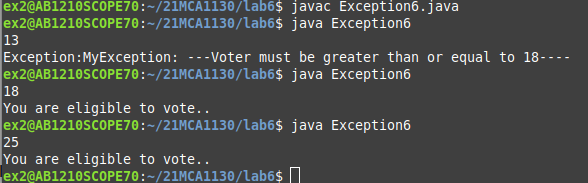 ex2@AB1210SCOPE70:~/21MCA1130/lab6$ javac Exception6.java
ex2@AB1210SCOPE70:~/21MCA1130/lab6$ java Exception6
13
Exception:MyException: ---Voter must be greater than or equal to 18----
ex2@AB1210SCOPE70:~/21MCA1130/lab6$ java Exception6
18
You are eligible to vote..
ex2@AB1210SCOPE70:~/21MCA1130/lab6$ java Exception6
25
You are eligible to vote..
ex2@AB1210SCOPE70:~/21MCA1130/lab6$